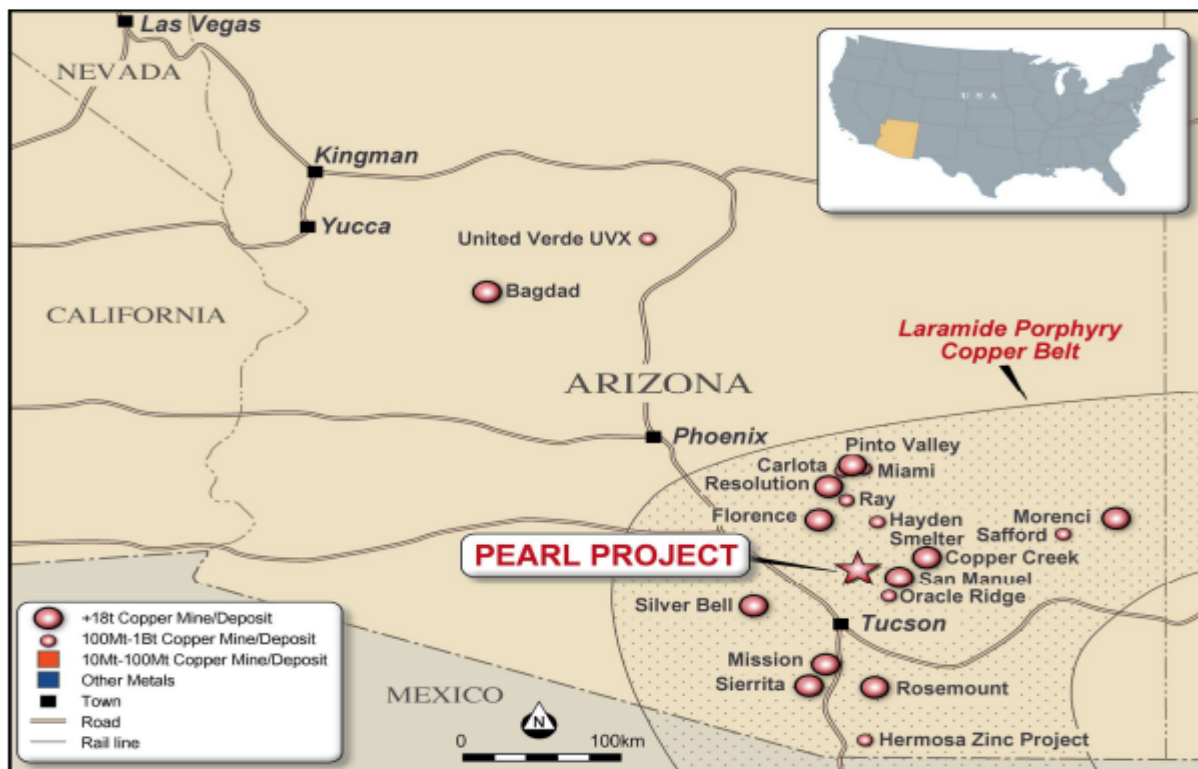 Las Vegas
NEVADA
USA
Kingman
Yucca
United Verde UVX
Bagdad
CALIFORNIA
Laramide Porphyry
Copper Belt
ARIZONA
Phoenix
Pinto Valley
Carlota
Miami
Resolution
Ray
Florence
Hayden
Smelter
Morenci
Safford
PEARL PROJECT
Copper Creek
San Manuel
Oracle Ridge
Silver Bell
Tucson
Mission
Sierrita
Rosemount
MEXICO
Hermosa Zinc Project
N
0 100km
+18t Copper Mine/Deposit
100Mt-1Bt Copper Mine/Deposit
10Mt-100Mt Copper Mine/Deposit
Other Metals
Town
Road
Rail line